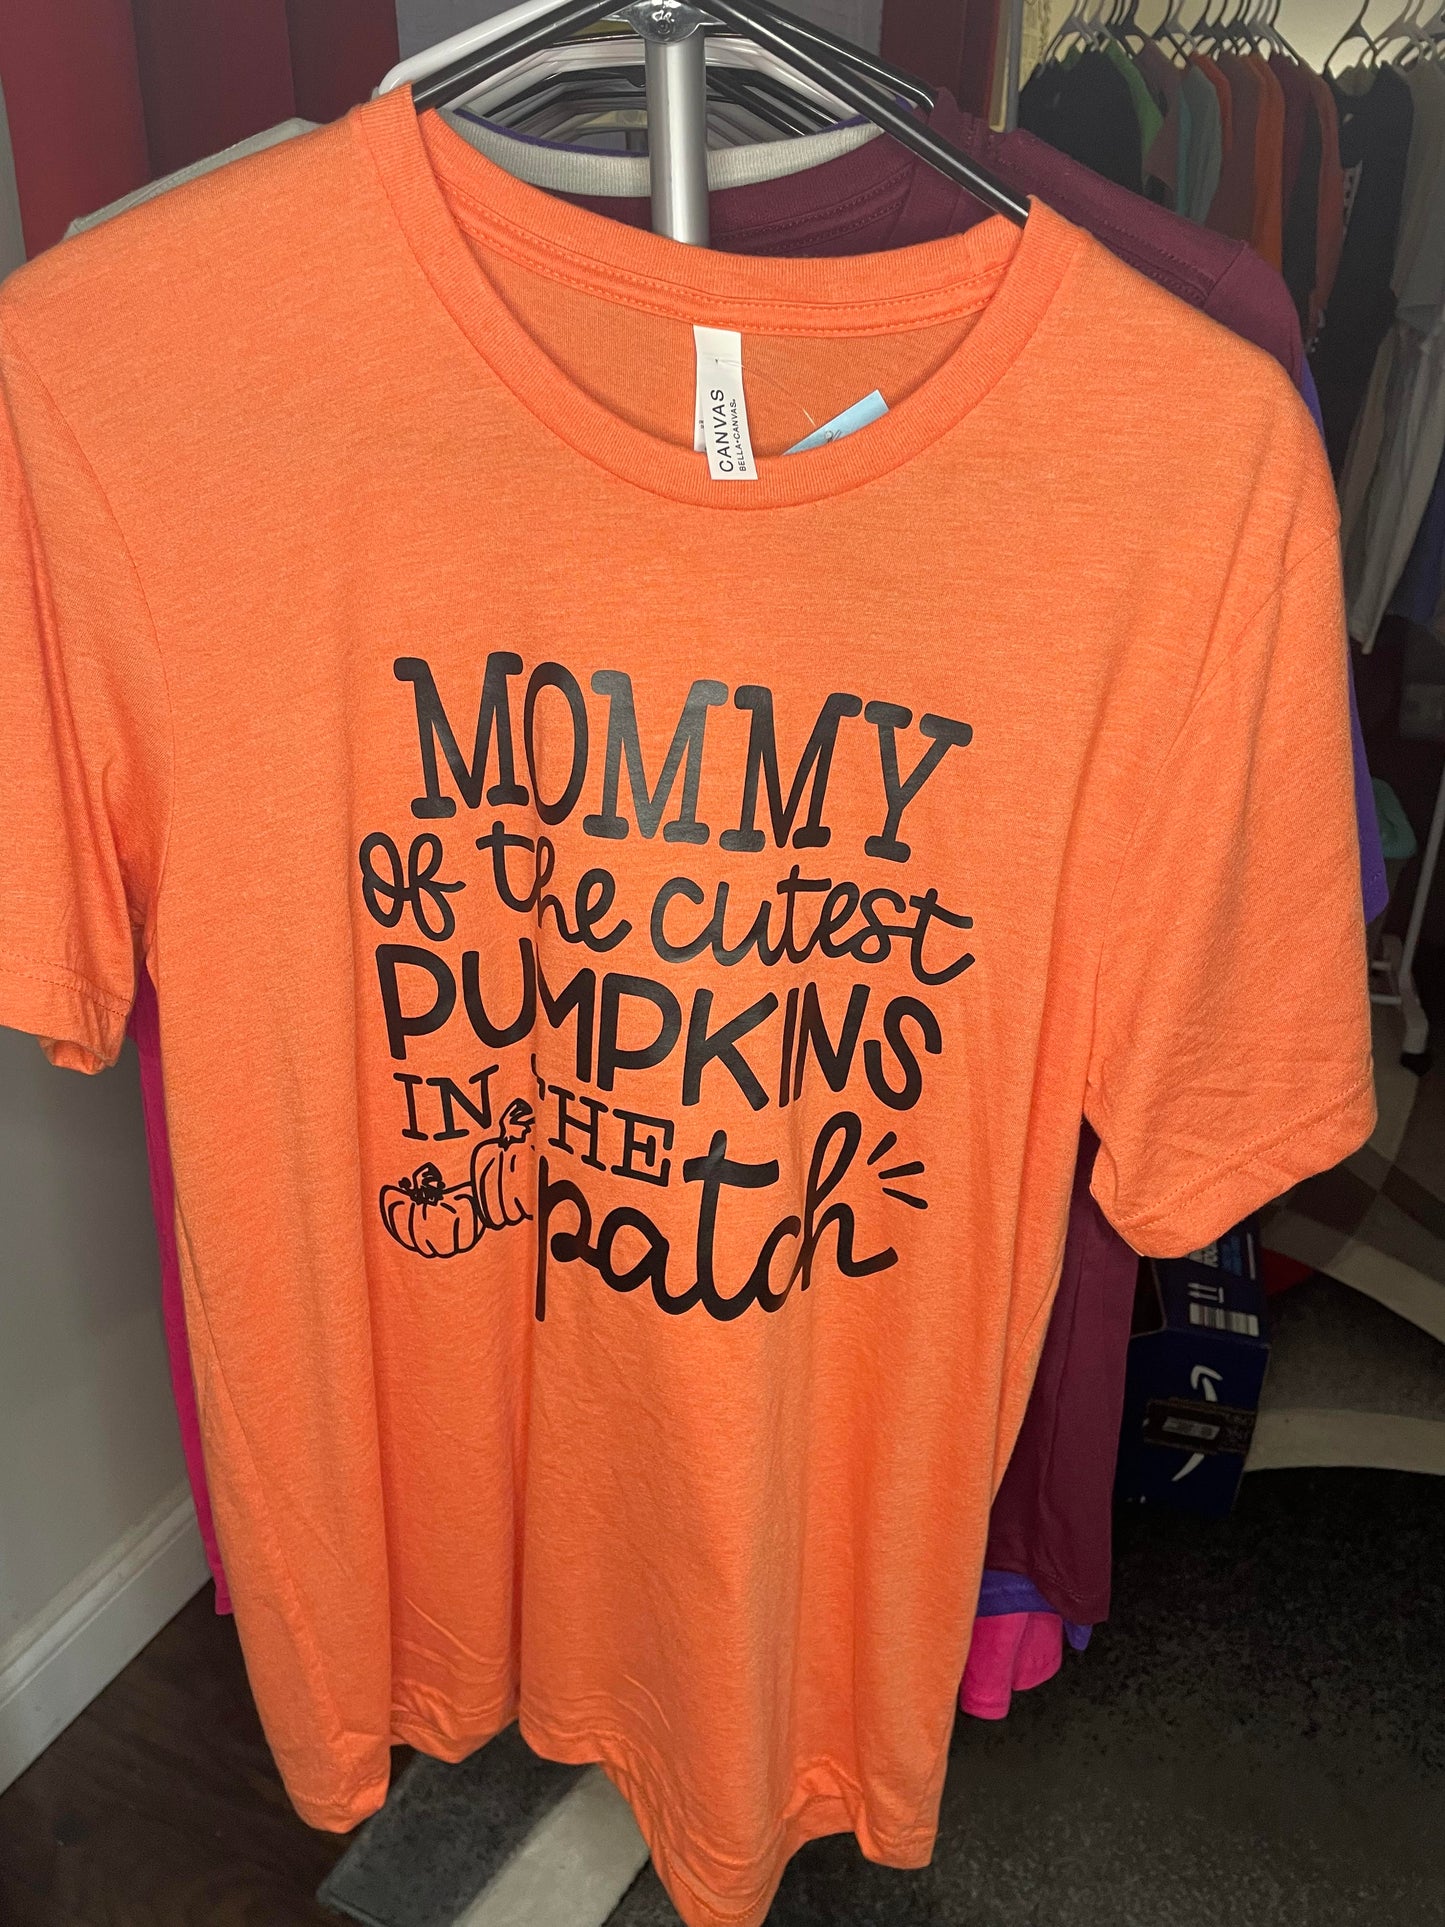 CANVAS
BELLA+CANVAS.
MOMMY
of the cutest
PUMPKINS
IN THE
patch